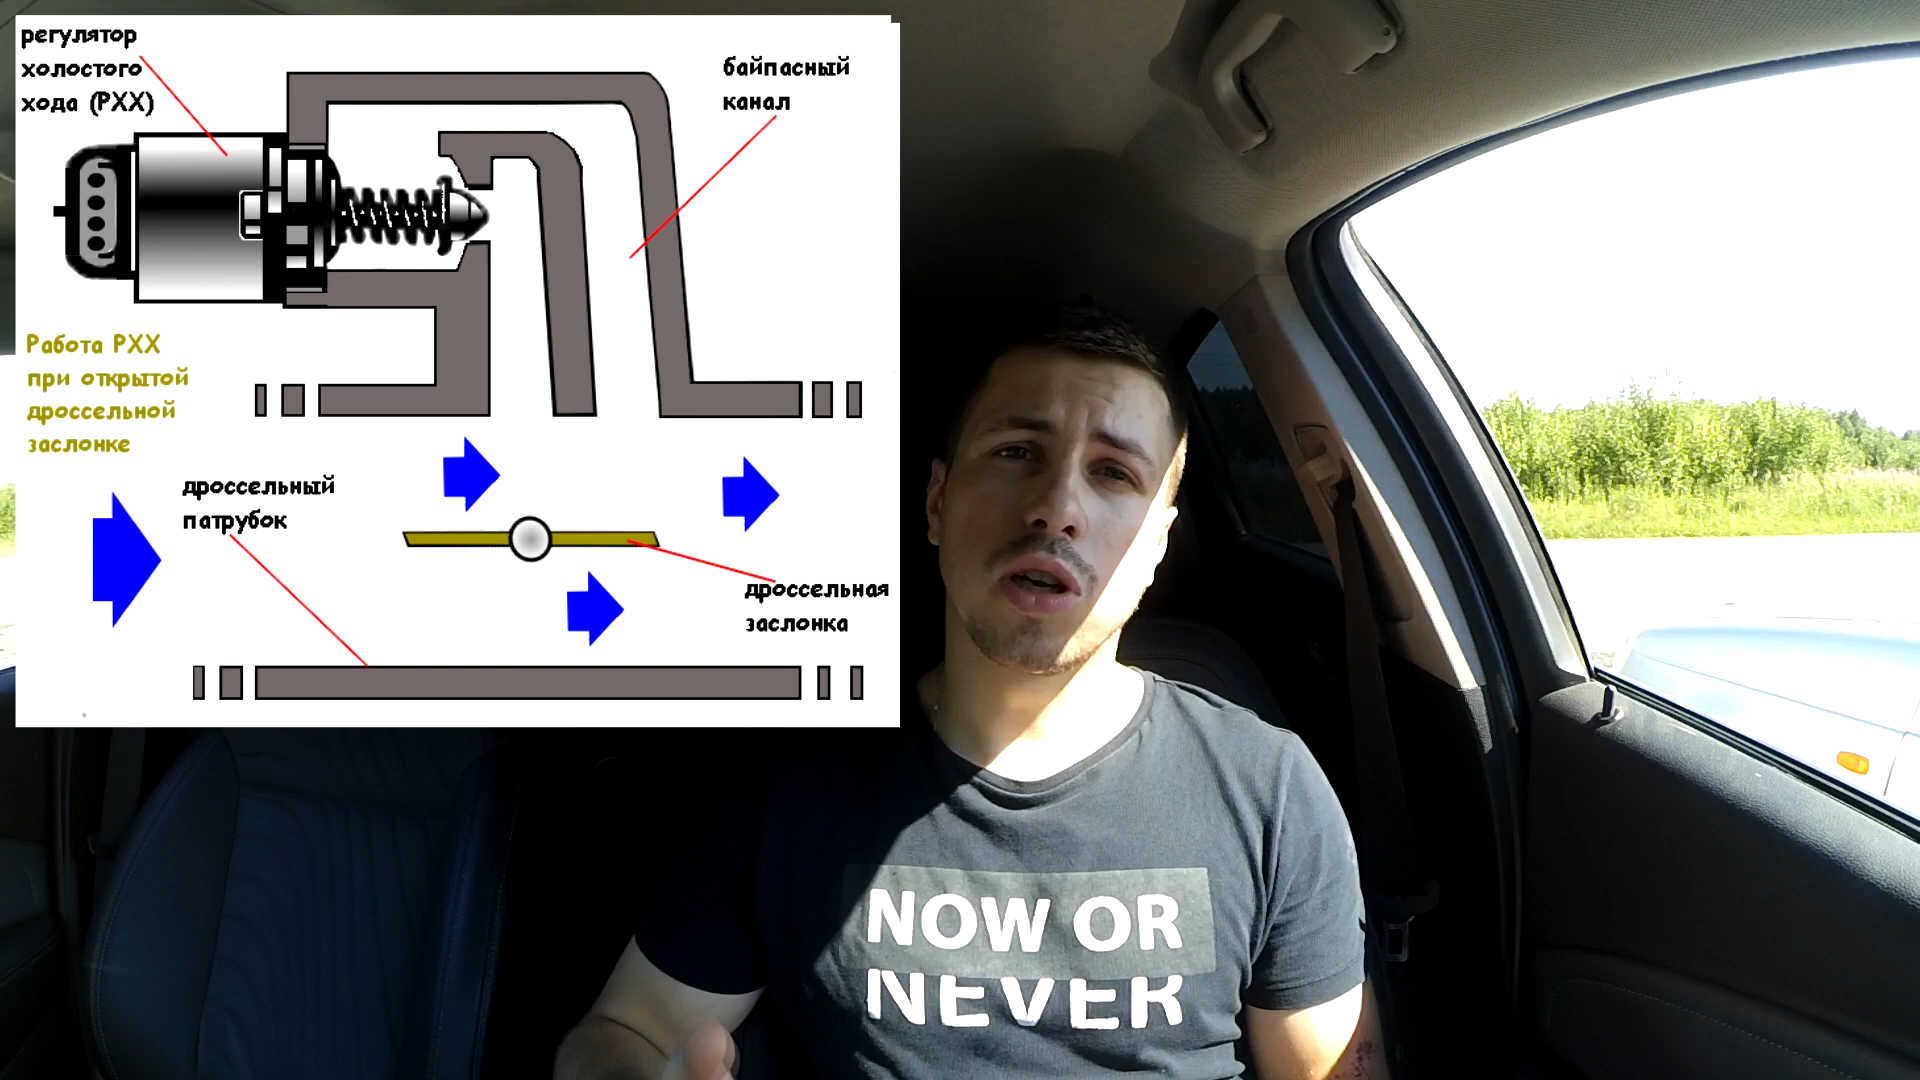 регулятор
холостого
хода (РХХ)
байпасный
канал
Работа РХХ
при открытой
дроссельной
заслонке
дроссельный
патрубок
дроссельная
заслонка
NOW OR
NEVER